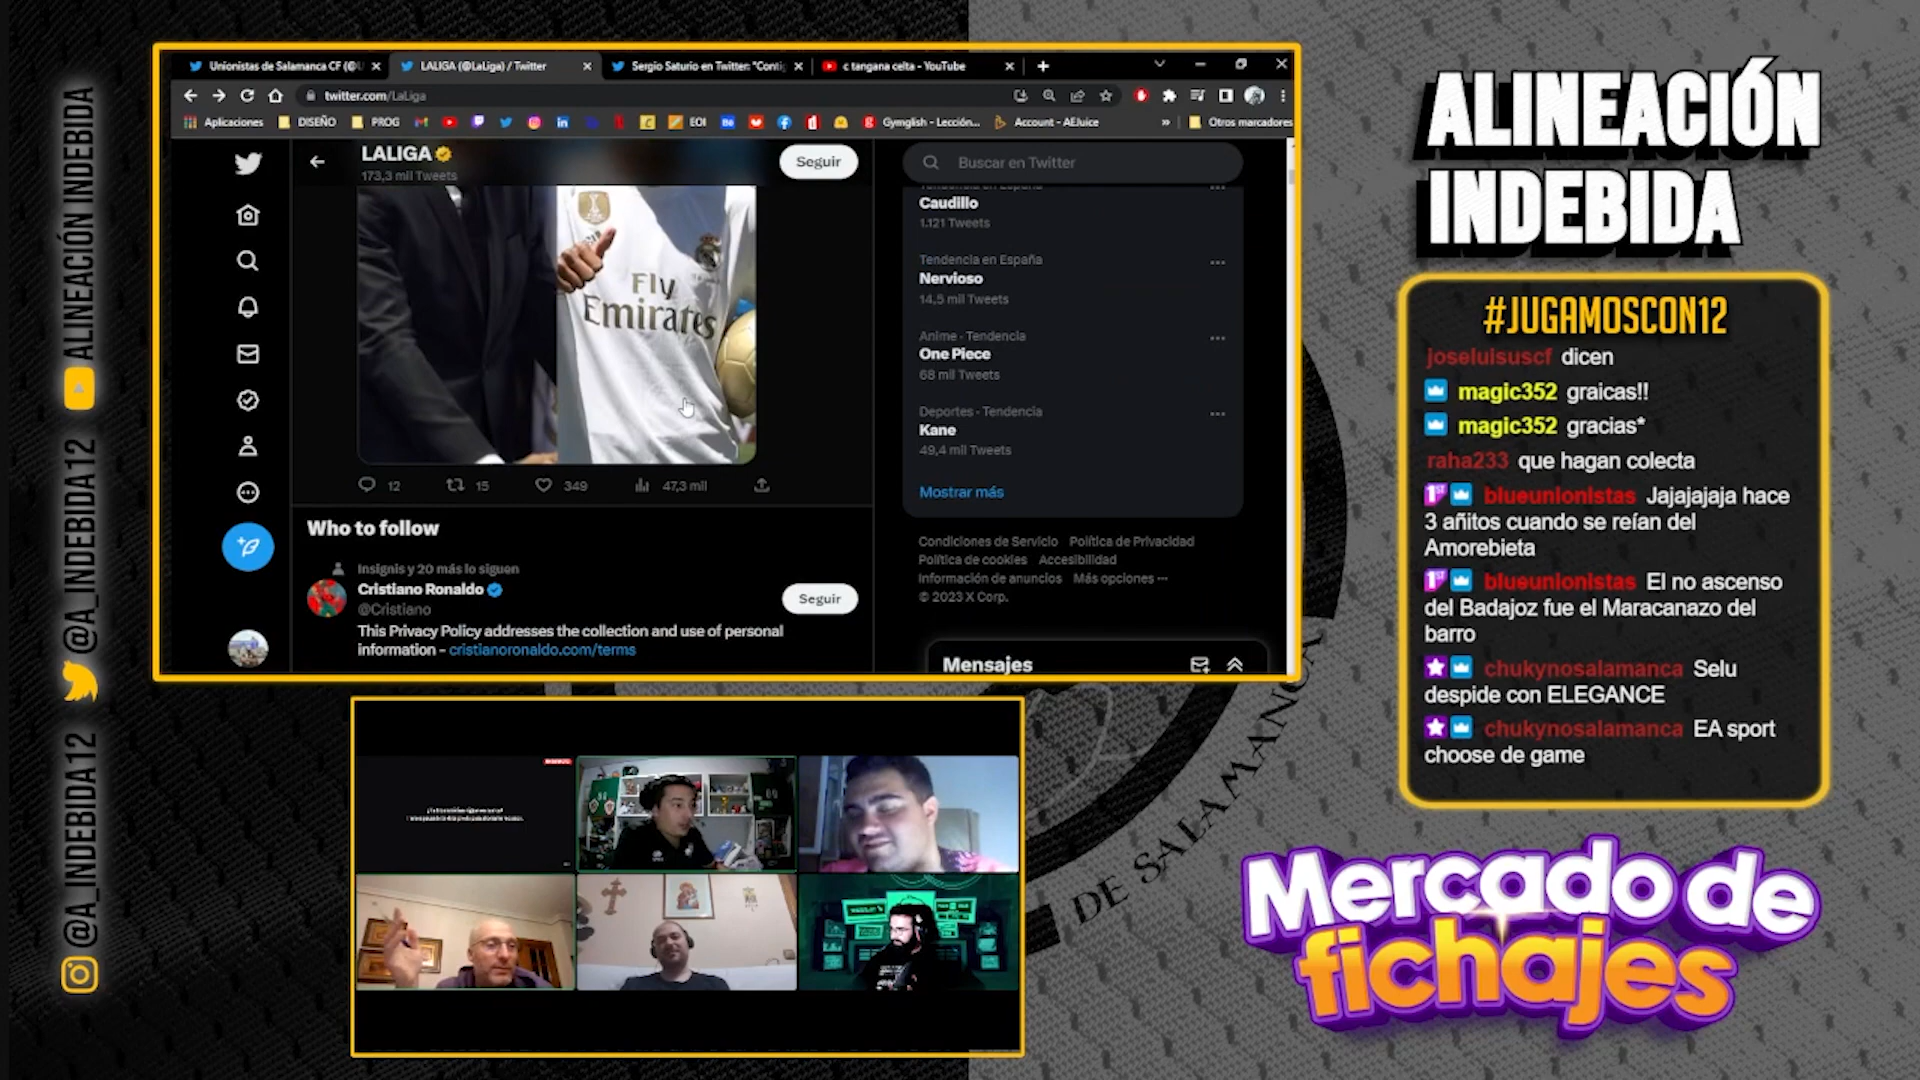 Unionistas de Salamanca CF (@U
LALIGA (@LaLiga) / Twitter
Sergio Saturio en Twitter: "Contig
c tangana celta - YouTube
twitter.com/LaLiga
Aplicaciones
DISEÑO
PROG
EOI
Gymglish - Lección...
Account - AEJuice
»
Otros marcadores
LALIGA
173,3 mil Tweets
Seguir
Buscar en Twitter
Fly
Emirates
12
15
349
47,3 mil
Who to follow
Insignis y 20 más lo siguen
Cristiano Ronaldo
@Cristiano
Seguir
This Privacy Policy addresses the collection and use of personal
information - cristianoronaldo.com/terms
Tendencia en España
Caudillo
1.121 Tweets
Tendencia en España
Nervioso
14,5 mil Tweets
Anime · Tendencia
One Piece
68 mil Tweets
Deportes · Tendencia
Kane
49,4 mil Tweets
Mostrar más
Condiciones de Servicio Política de Privacidad
Política de cookies Accesibilidad
Información de anuncios Más opciones ···
© 2023 X Corp.
Mensajes
ALINEACIÓN INDEBIDA
@A_INDEBIDA12
@A_INDEBIDA12
ALINEACIÓN
INDEBIDA
#JUGAMOSCON12
joseluisuscf dicen
magic352 graicas!!
magic352 gracias*
raha233 que hagan colecta
1ST blueunionistas Jajajajaja hace
3 añitos cuando se reían del
Amorebieta
1ST blueunionistas El no ascenso
del Badajoz fue el Maracanazo del
barro
chukynosalamanca Selu
despide con ELEGANCE
chukynosalamanca EA sport
choose de game
DE SALAMANCA
Mercado de
fichajes